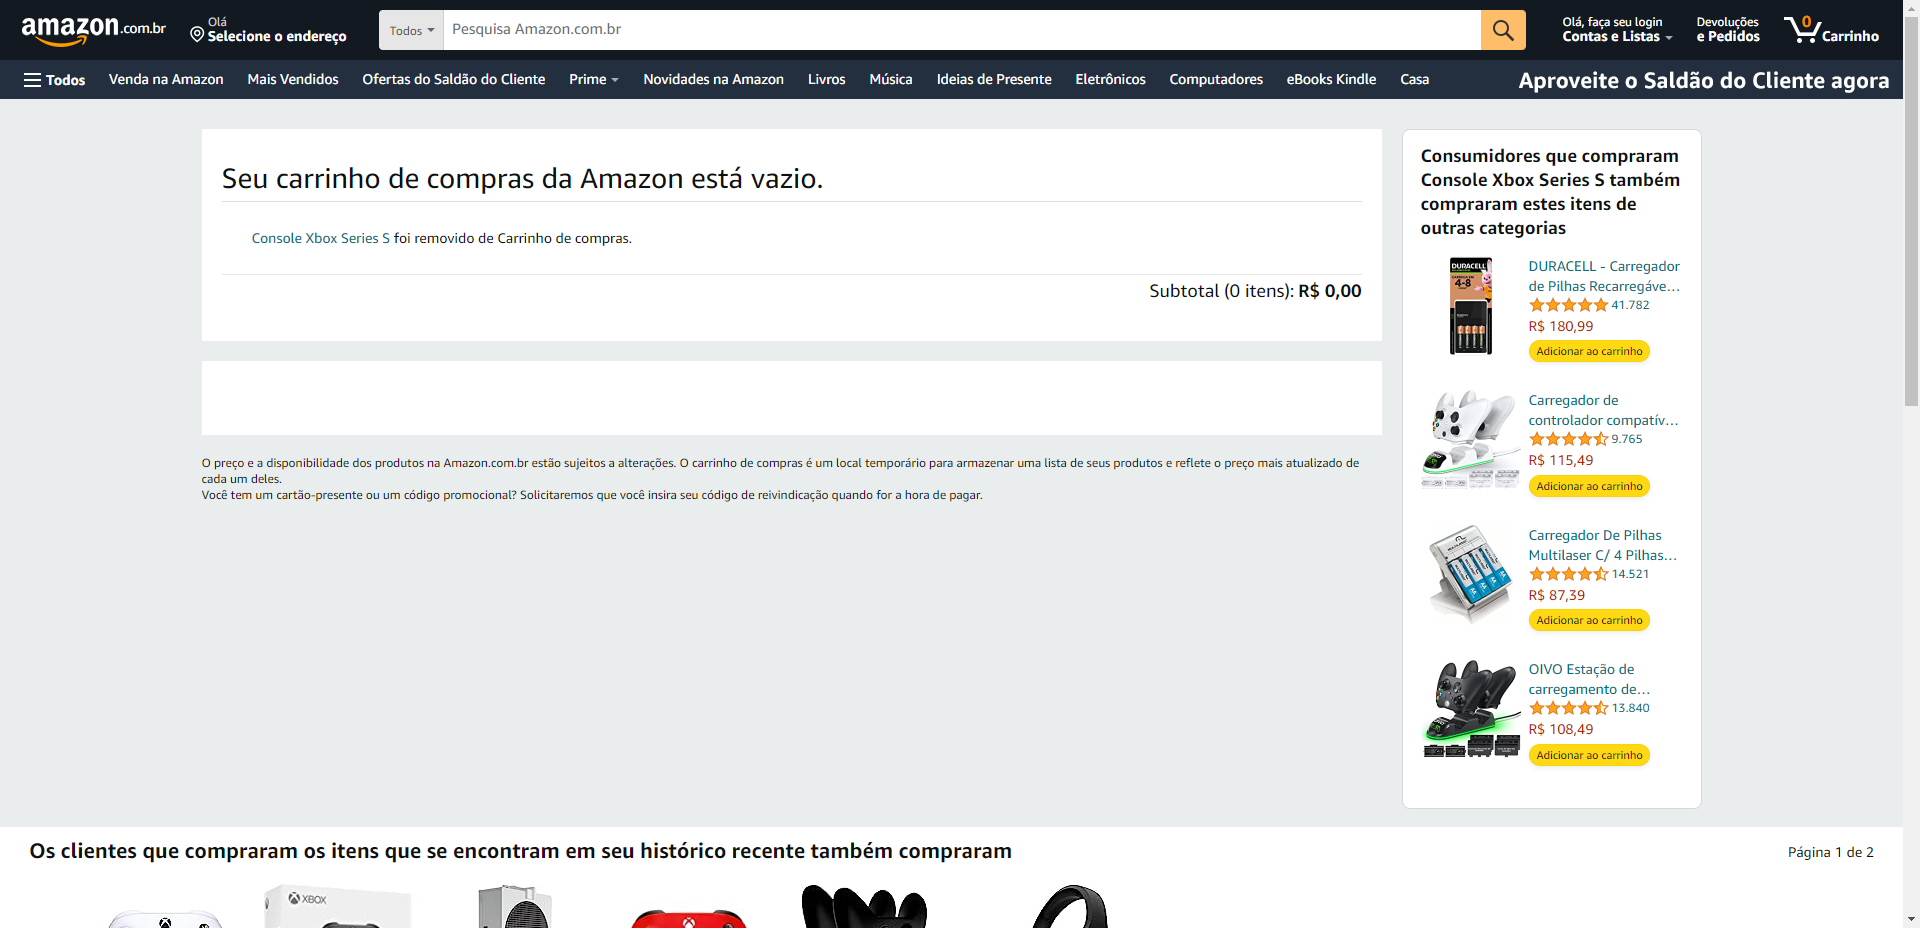 amazon.com.br
Olá
Selecione o endereço
Todos
Pesquisa Amazon.com.br
Olá, faça seu login
Contas e Listas
Devoluções
e Pedidos
0
Carrinho
Todos
Venda na Amazon
Mais Vendidos
Ofertas do Saldão do Cliente
Prime
Novidades na Amazon
Livros
Música
Ideias de Presente
Eletrônicos
Computadores
eBooks Kindle
Casa
Aproveite o Saldão do Cliente agora
Seu carrinho de compras da Amazon está vazio.
Console Xbox Series S foi removido de Carrinho de compras.
Subtotal (0 itens): R$ 0,00
O preço e a disponibilidade dos produtos na Amazon.com.br estão sujeitos a alterações. O carrinho de compras é um local temporário para armazenar uma lista de seus produtos e reflete o preço mais atualizado de
cada um deles.
Você tem um cartão-presente ou um código promocional? Solicitaremos que você insira seu código de reivindicação quando for a hora de pagar.
Consumidores que compraram
Console Xbox Series S também
compraram estes itens de
outras categorias
DURACELL
4-8
DURACELL - Carregador
de Pilhas Recarregáve…
41.782
R$ 180,99
Adicionar ao carrinho
Carregador de
controlador compatív…
9.765
R$ 115,49
Adicionar ao carrinho
Carregador De Pilhas
Multilaser C/ 4 Pilhas…
14.521
R$ 87,39
Adicionar ao carrinho
OIVO Estação de
carregamento de…
13.840
R$ 108,49
Adicionar ao carrinho
Os clientes que compraram os itens que se encontram em seu histórico recente também compraram
Página 1 de 2
XBOX